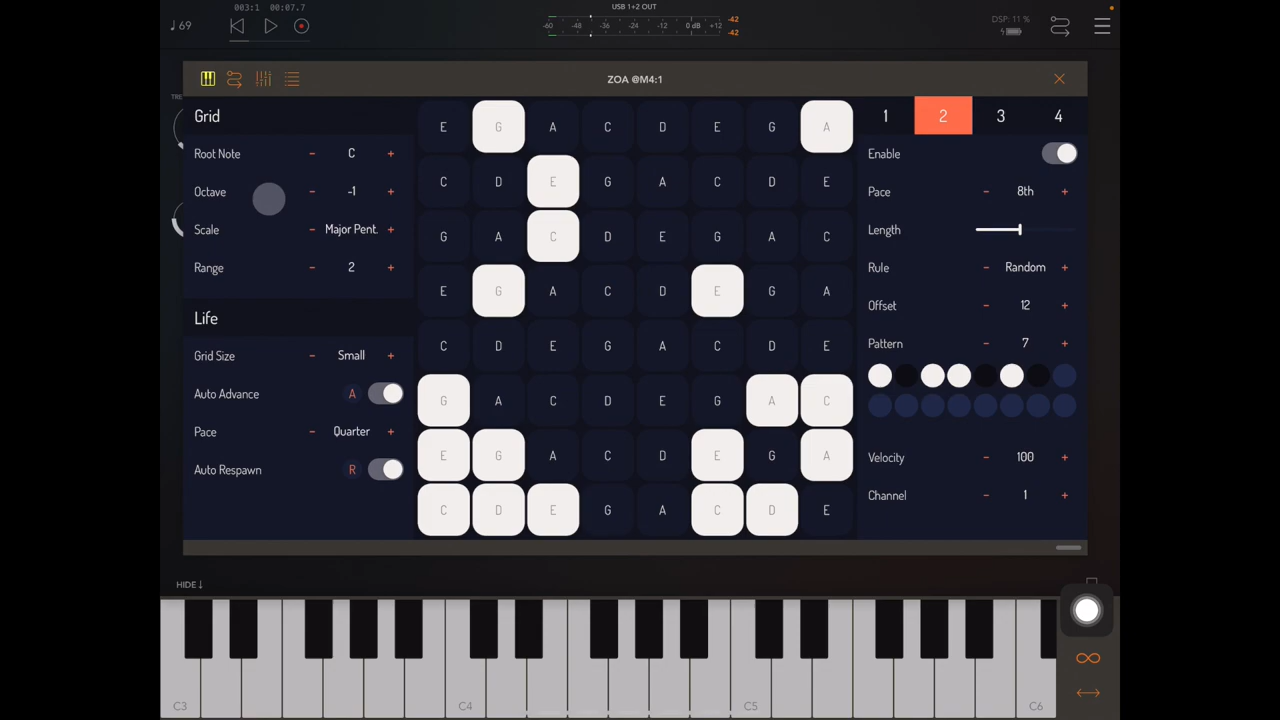 003:1 00:07.7
USB 1+2 OUT
♩69
-60 -48 -36 -24 -12 0 dB +12
-42
-42
DSP: 11 %
ZOA @M4:1
Grid
Root Note - C +
Octave - -1 +
Scale - Major Pent. +
Range - 2 +
Life
Grid Size - Small +
Auto Advance A
Pace - Quarter +
Auto Respawn R
E G A C D E G A
C D E G A C D E
G A C D E G A C
E G A C D E G A
C D E G A C D E
G A C D E G A C
E G A C D E G A
C D E G A C D E
1 2 3 4
Enable
Pace - 8th +
Length
Rule - Random +
Offset - 12 +
Pattern - 7 +
Velocity - 100 +
Channel - 1 +
TRE
HIDE↓
C3 C4 C5 C6